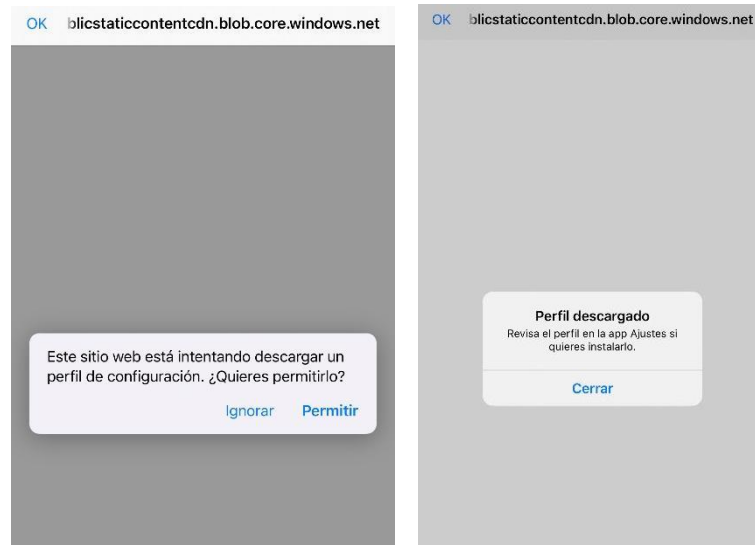 OK blicstaticcontentcdn.blob.core.windows.net
Este sitio web está intentando descargar un
perfil de configuración. ¿Quieres permitirlo?
Ignorar Permitir
OK blicstaticcontentcdn.blob.core.windows.net
Perfil descargado
Revisa el perfil en la app Ajustes si
quieres instalarlo.
Cerrar